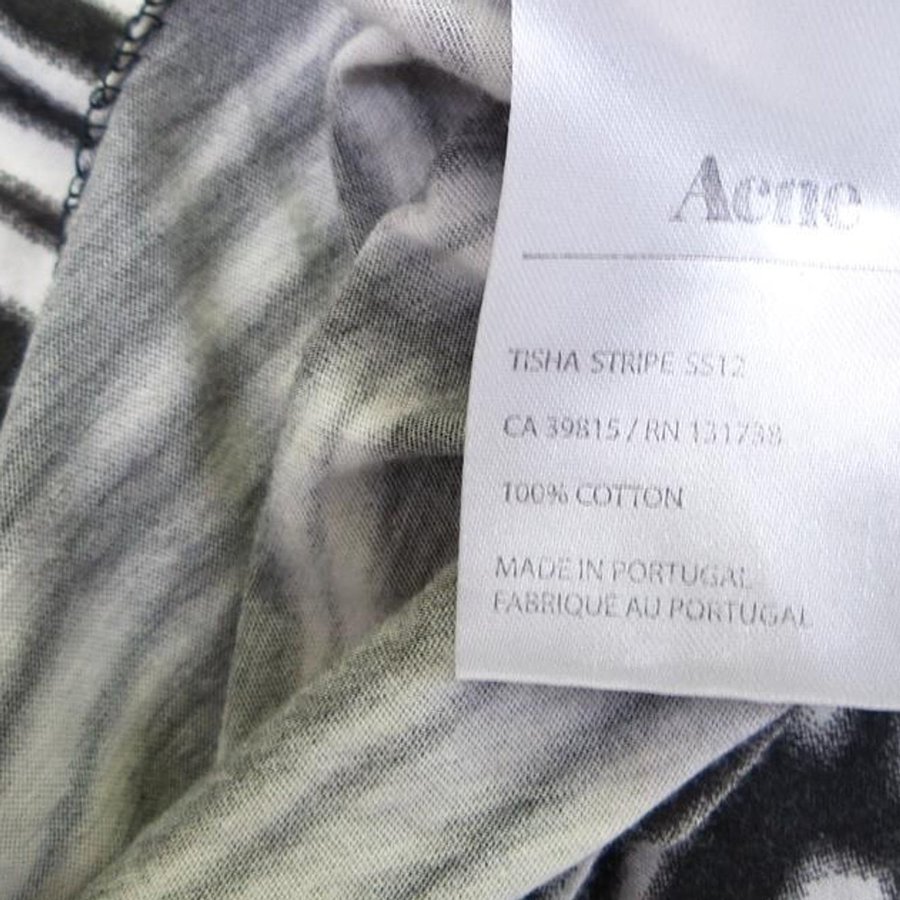 Acne
TISHA STRIPE SS12
CA 39815 / RN 131738
100% COTTON
MADE IN PORTUGAL
FABRIQUE AU PORTUGAL